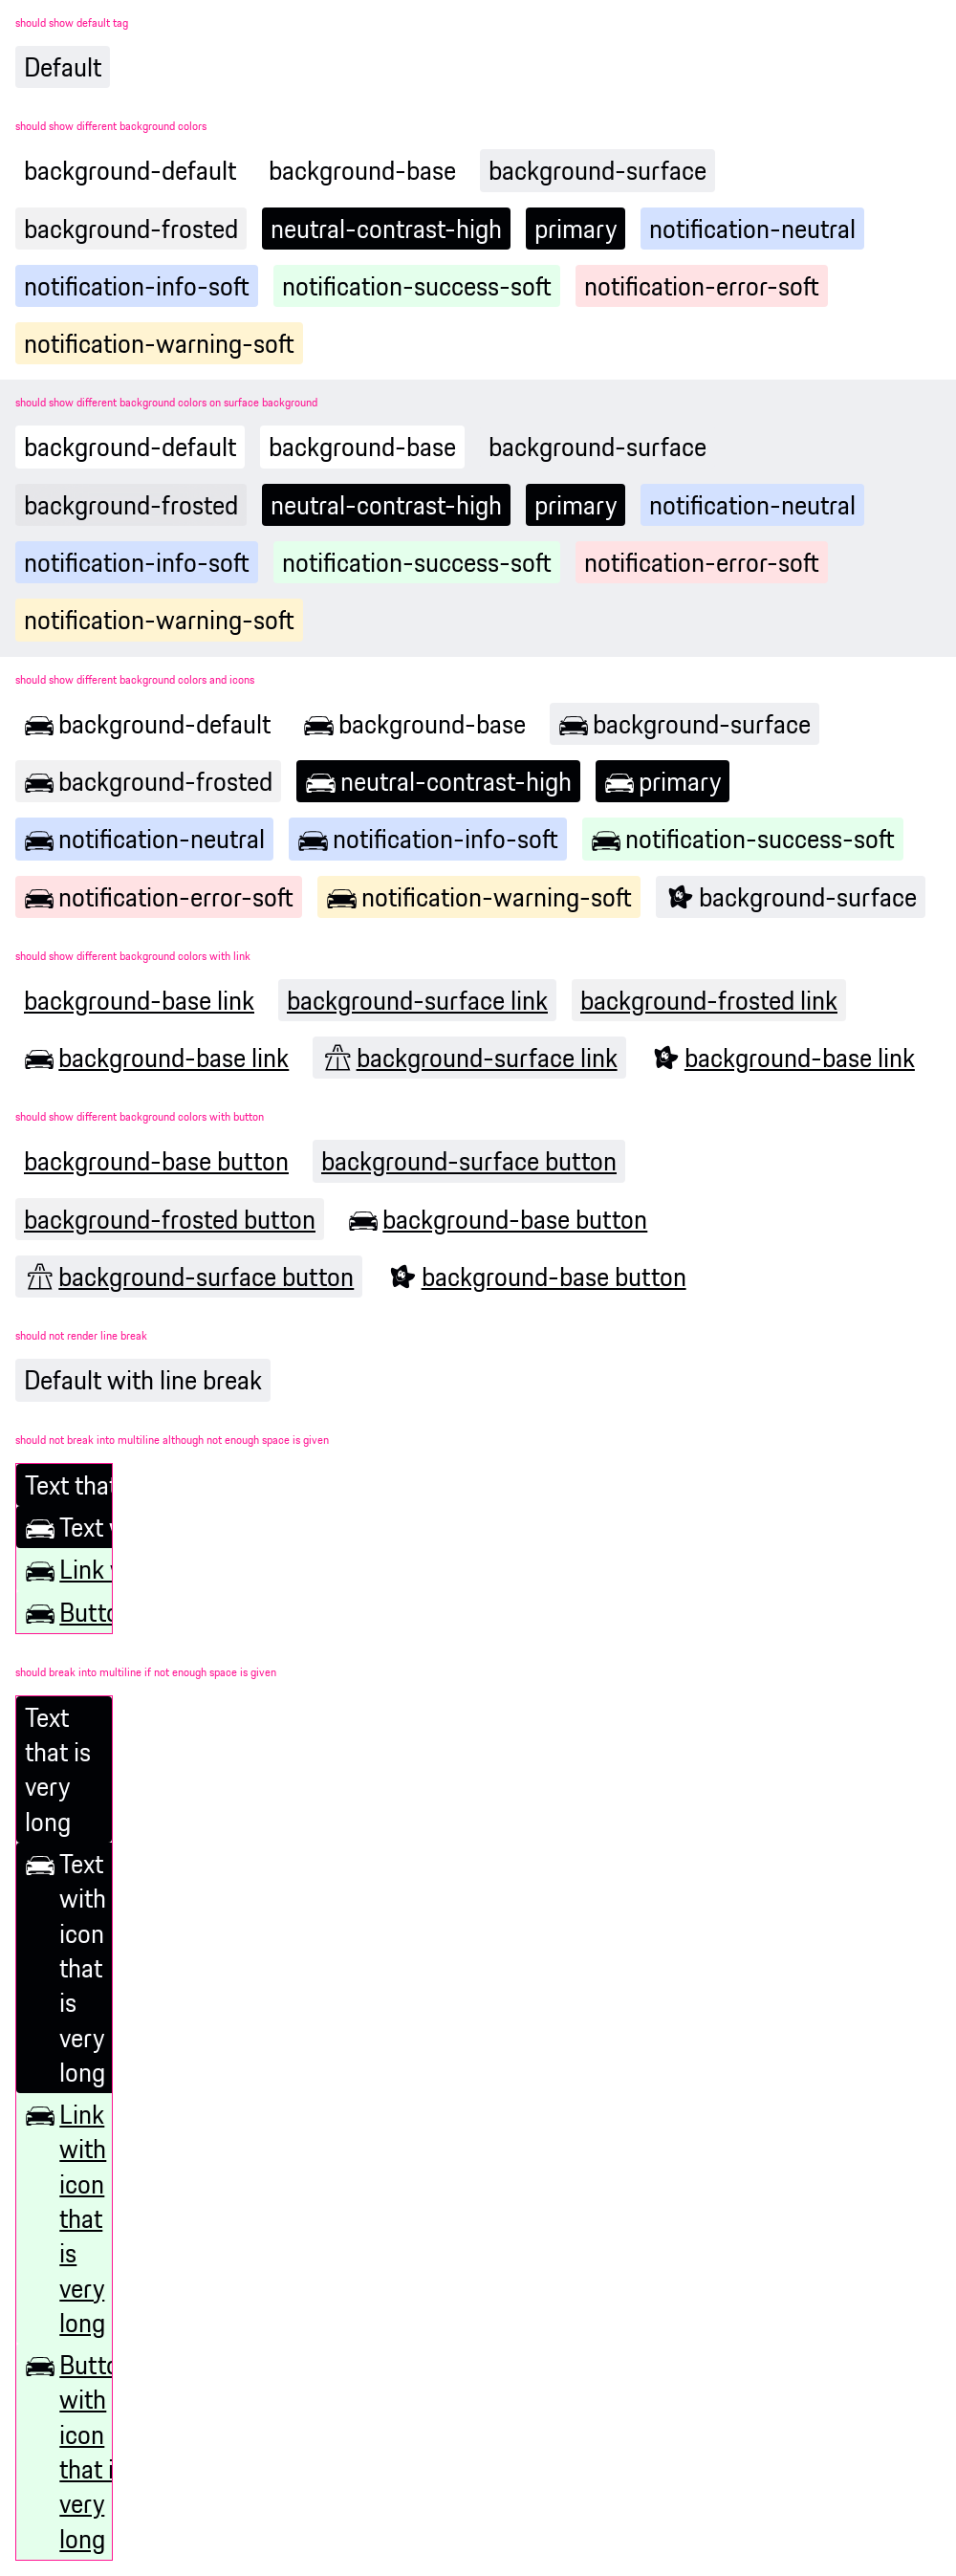 should show default tag
Default
should show different background colors
background-default background-base background-surface
background-frosted neutral-contrast-high primary notification-neutral
notification-info-soft notification-success-soft notification-error-soft
notification-warning-soft
should show different background colors on surface background
background-default background-base background-surface
background-frosted neutral-contrast-high primary notification-neutral
notification-info-soft notification-success-soft notification-error-soft
notification-warning-soft
should show different background colors and icons
background-default background-base background-surface
background-frosted neutral-contrast-high primary
notification-neutral notification-info-soft notification-success-soft
notification-error-soft notification-warning-soft background-surface
should show different background colors with link
background-base link background-surface link background-frosted link
background-base link background-surface link background-base link
should show different background colors with button
background-base button background-surface button
background-frosted button background-base button
background-surface button background-base button
should not render line break
Default with line break
should not break into multiline although not enough space is given
Text that
Text
Link
Butto
should break into multiline if not enough space is given
Text
that is
very
long
Text
with
icon
that
is
very
long
Link
with
icon
that
is
very
long
Butto
with
icon
that i
very
long